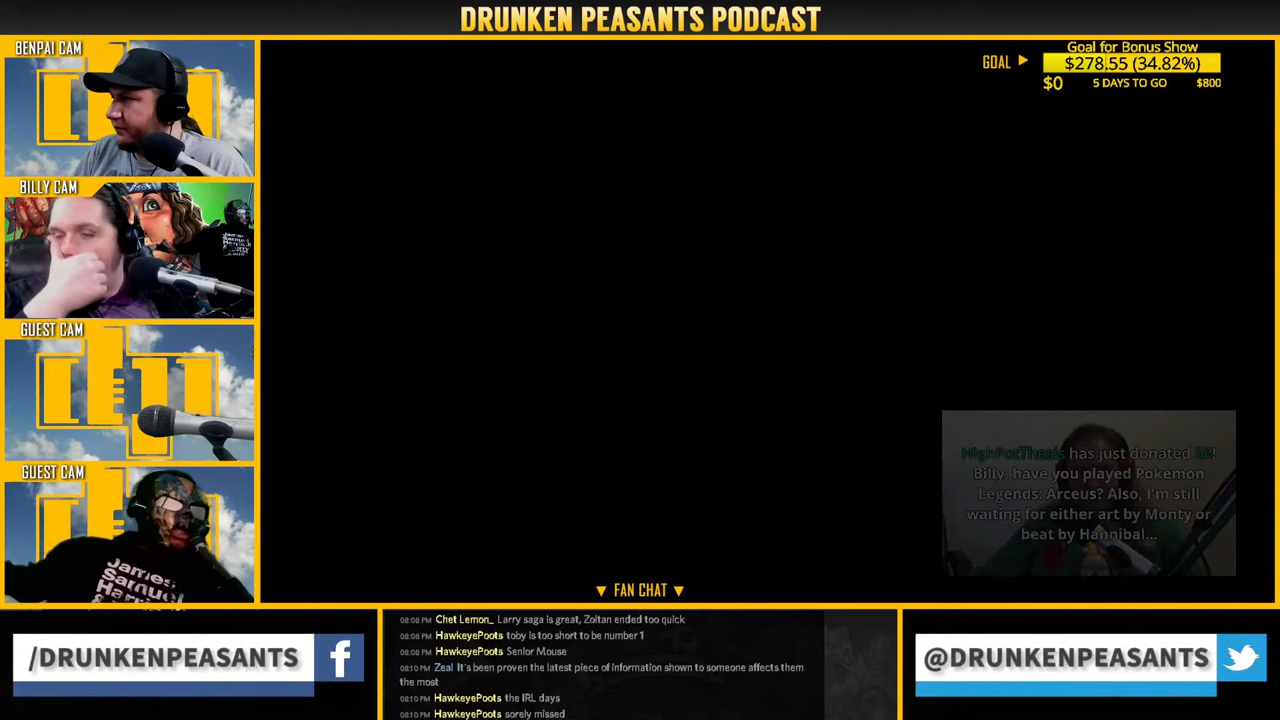 DRUNKEN PEASANTS PODCAST
BENPAI CAM
BILLY CAM
GUEST CAM
GUEST CAM
James
Samuel
GOAL
Goal for Bonus Show
$278.55 (34.82%)
$0 5 DAYS TO GO $800
HighPotThesis has just donated
Billy, have you played Pokemon
Legends: Arceus? Also, I'm still
waiting for either art by Monty or
beat by Hannibal...
▼ FAN CHAT ▼
08:08 PM Chet Lemon_ Larry saga is great, Zoltan ended too quick
08:08 PM HawkeyePoots toby is too short to be number 1
08:08 PM HawkeyePoots Senior Mouse
08:10 PM Zeal It's been proven the latest piece of information shown to someone affects them
the most
08:10 PM HawkeyePoots the IRL days
08:10 PM HawkeyePoots sorely missed
/DRUNKENPEASANTS f
@DRUNKENPEASANTS